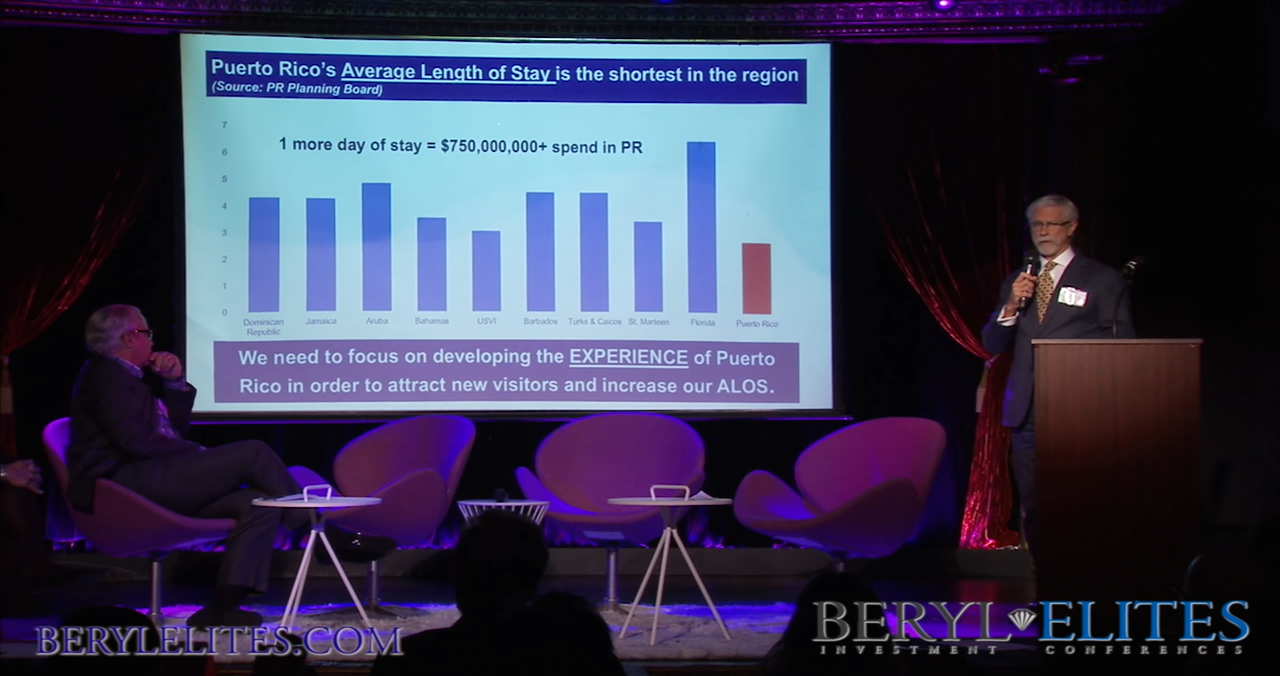 Puerto Rico's Average Length of Stay is the shortest in the region
(Source: PR Planning Board)
7
1 more day of stay = $750,000,000+ spend in PR
6
5
4
3
2
1
0
Dominican Republic Jamaica Aruba Bahamas USVI Barbados Turks & Caicos St. Marteen Florida Puerto Rico
We need to focus on developing the EXPERIENCE of Puerto
Rico in order to attract new visitors and increase our ALOS.
BERYLELITES.COM
BERYL ELITES
INVESTMENT CONFERENCES